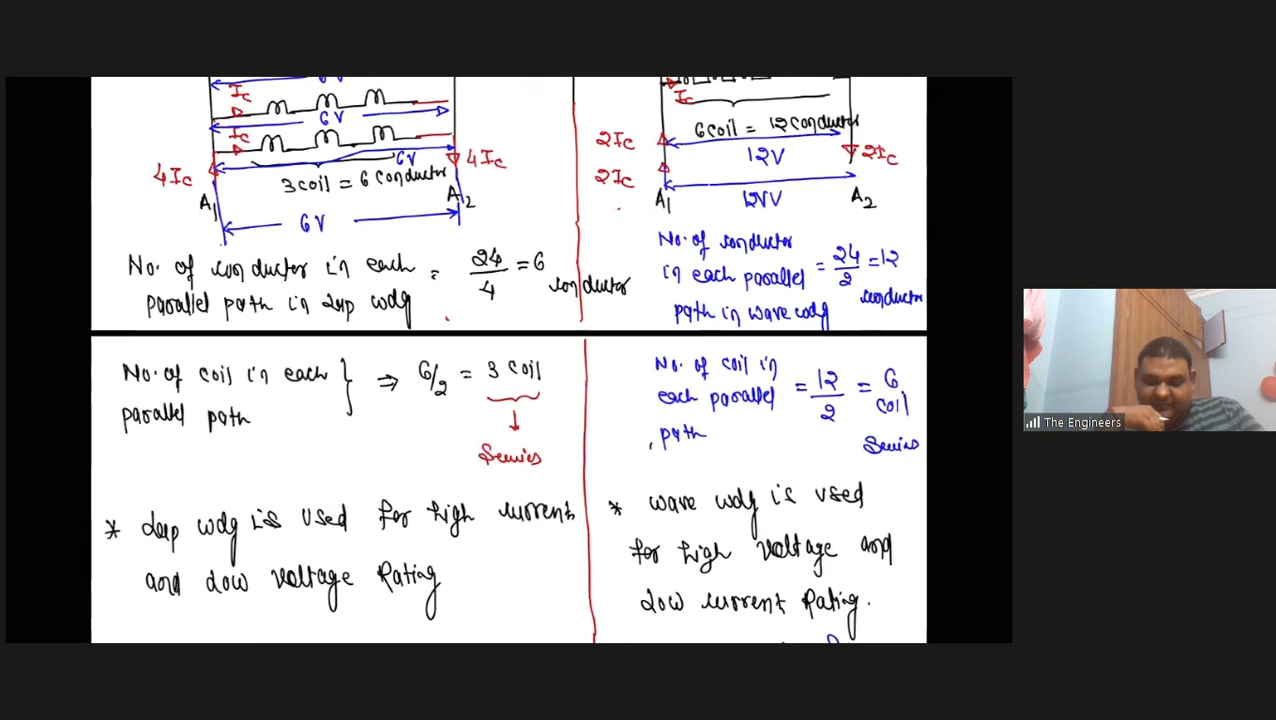 Ic
6V
Ic
6V
4Ic
4Ic
3 coil = 6 conductor
A1
A2
6V
No. of conductor in each
parallel path in Lap wdg
= 24/4 = 6
conductor
Ic
6 coil = 12 conductor
2Ic
12V
2Ic
2Ic
A1
12V
A2
No. of conductor
in each parallel = 24/2 = 12
conductor
path in wave wdg
No. of coil in each
parallel path
} ⇒ 6/2 = 3 coil
Series
* Lap wdg is used for high current
and Low voltage Rating
No. of coil in
each parallel = 12/2 = 6
coil
path
Series
* wave wdg is used
for high voltage and
Low current Rating.
The Engineers